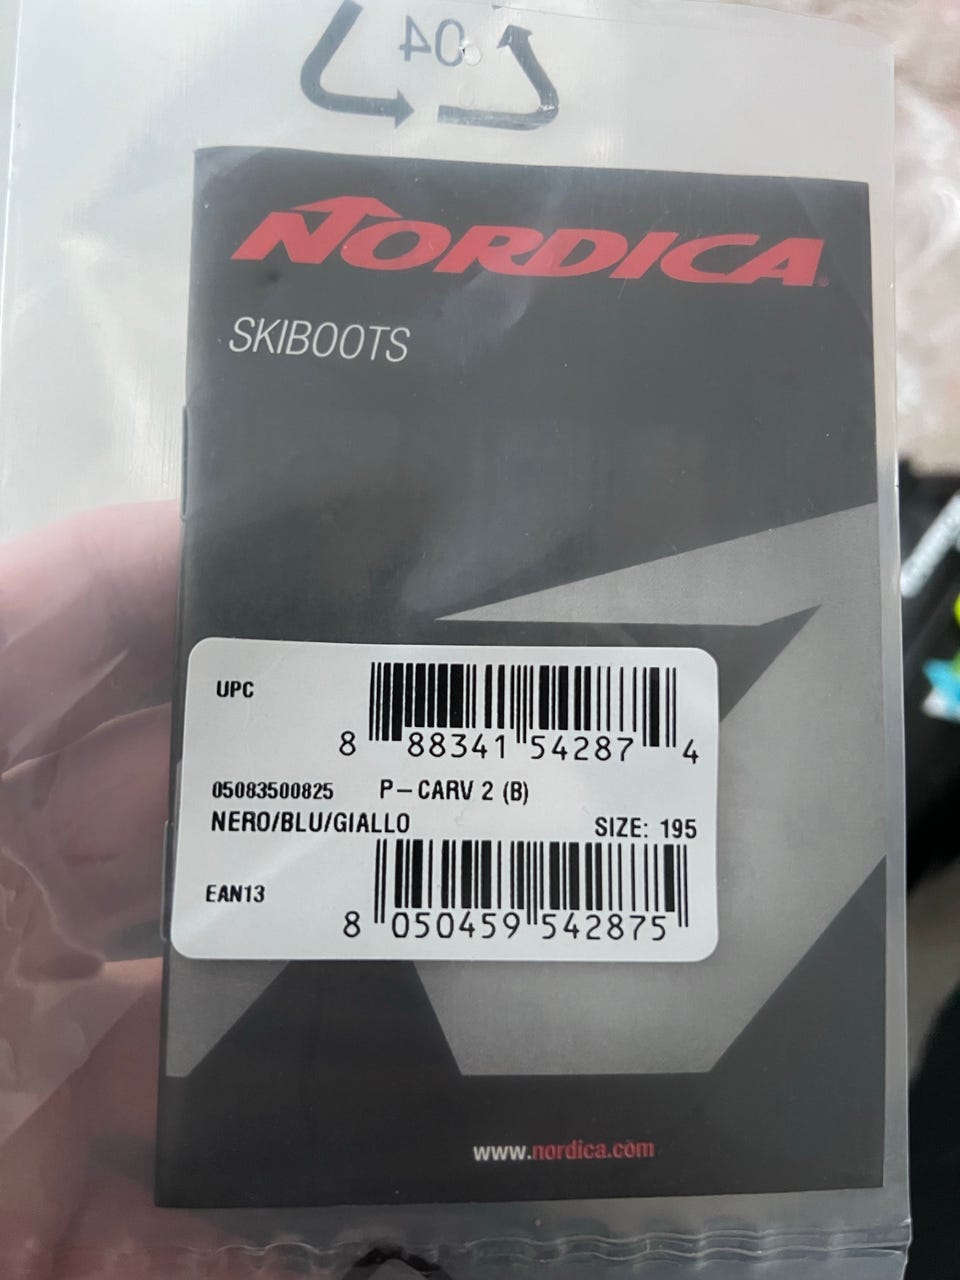 04
NORDICA
SKIBOOTS
UPC
8 88341 54287 4
05083500825 P-CARV 2 (B)
NERO/BLU/GIALLO SIZE: 195
EAN13
8 050459 542875
www.nordica.com